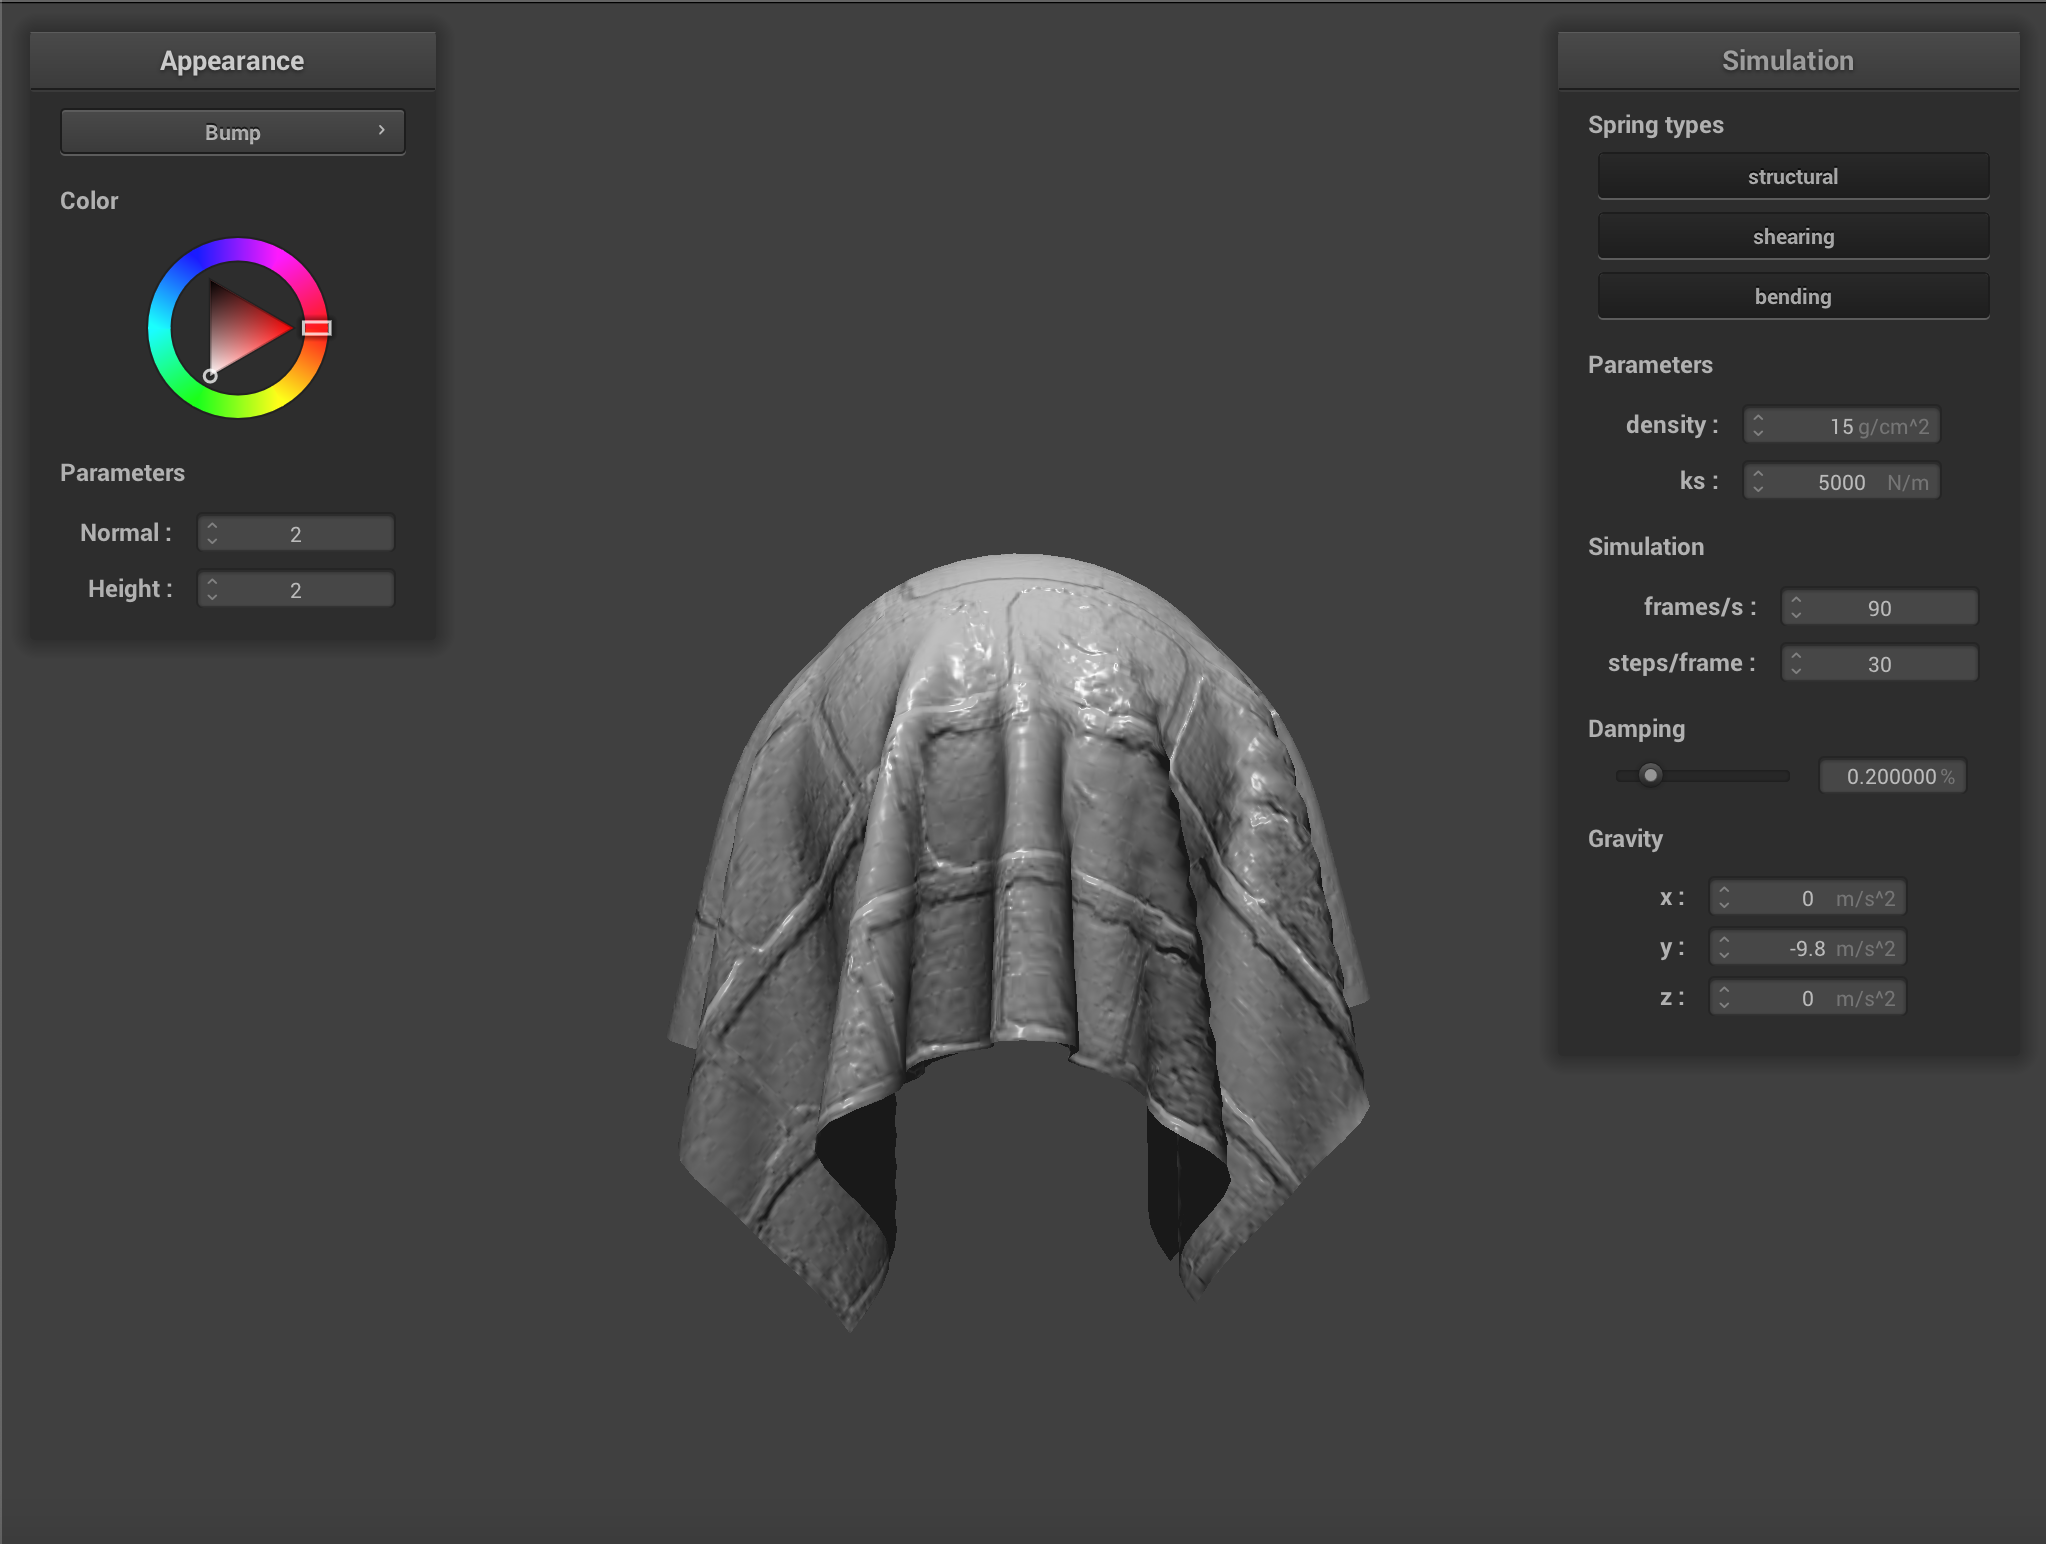 Appearance
Bump
Color
Parameters
Normal :
2
Height :
2
Simulation
Spring types
structural
shearing
bending
Parameters
density : 15 g/cm^2
ks : 5000 N/m
Simulation
frames/s : 90
steps/frame : 30
Damping
0.200000 %
Gravity
x : 0 m/s^2
y : -9.8 m/s^2
z : 0 m/s^2